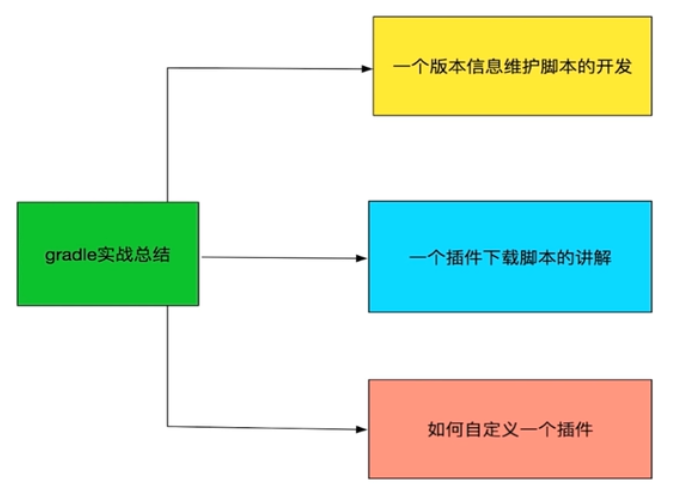 一个版本信息维护脚本的开发
gradle实战总结
一个插件下载脚本的讲解
如何自定义一个插件